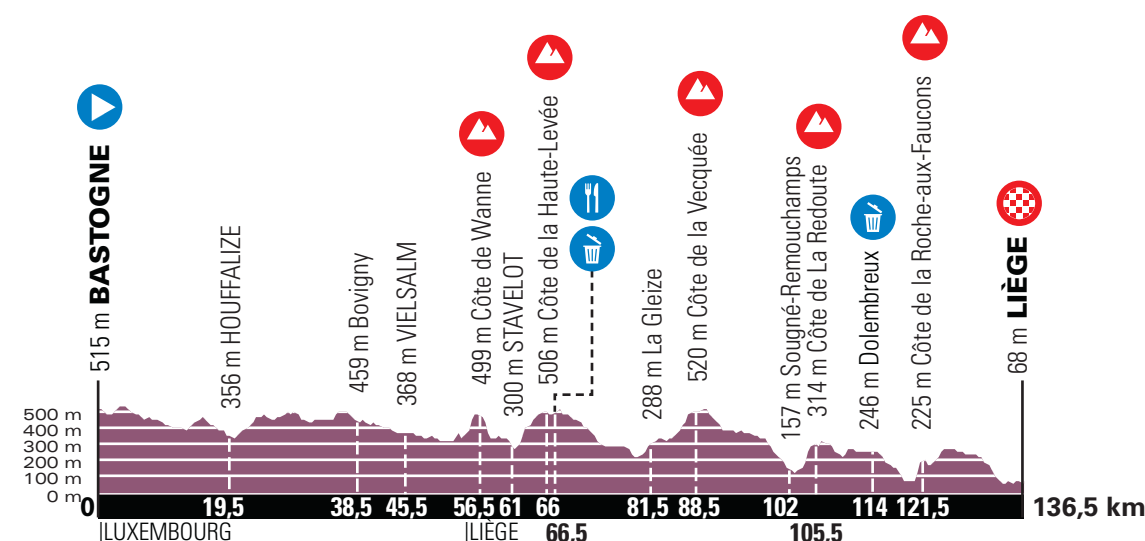 515 m BASTOGNE
356 m HOUFFALIZE
459 m Bovigny
368 m VIELSALM
499 m Côte de Wanne
300 m STAVELOT
506 m Côte de la Haute-Levée
288 m La Gleize
520 m Côte de la Vecquée
157 m Sougné-Remouchamps
314 m Côte de La Redoute
246 m Dolembreux
225 m Côte de la Roche-aux-Faucons
68 m LIÈGE
500 m
400 m
300 m
200 m
100 m
0 m
0 19,5 38,5 45,5 56,5 61 66 81,5 88,5 102 114 121,5 136,5 km
LUXEMBOURG LIÈGE 66,5 105,5